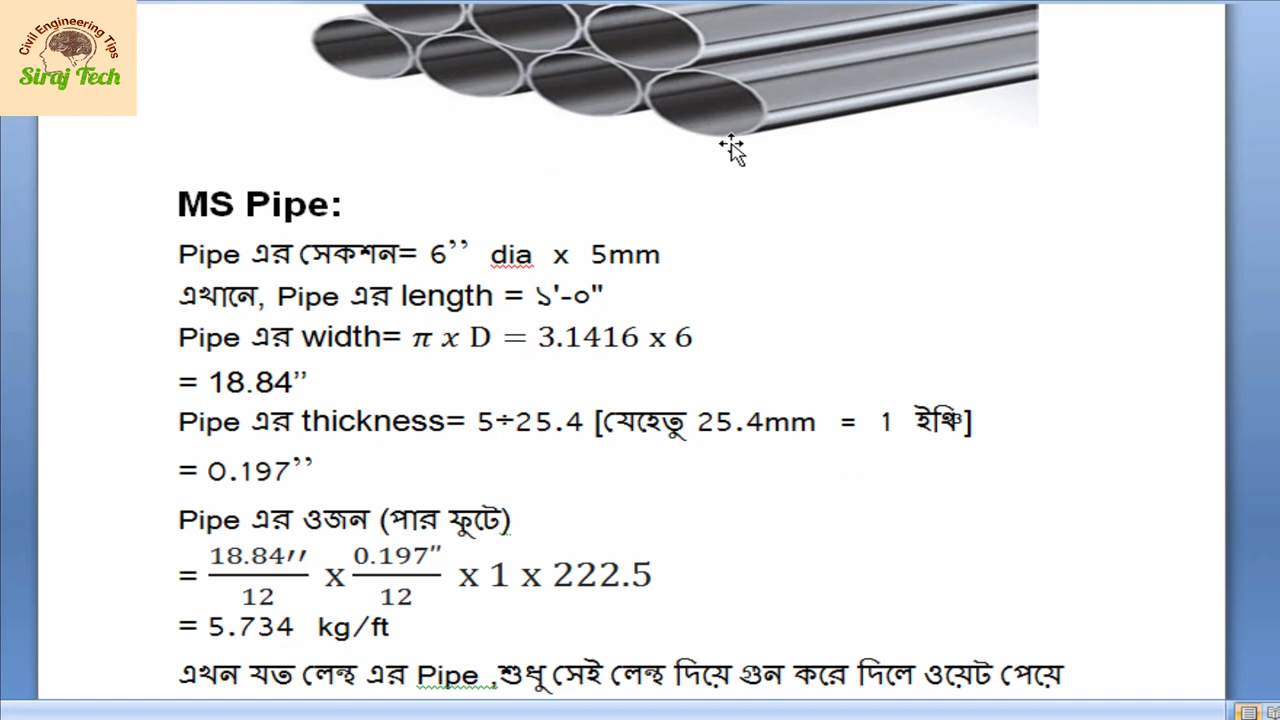 Civil Engineering Tips
Siraj Tech
MS Pipe:
Pipe এর সেকশন= 6’’ dia x 5mm
এখানে, Pipe এর length = ১'-০"
Pipe এর width= π x D = 3.1416 x 6
= 18.84’’
Pipe এর thickness= 5÷25.4 [যেহেতু 25.4mm = 1 ইঞ্চি]
= 0.197’’
Pipe এর ওজন (পার ফুটে)
= 18.84′′/12 x 0.197"/12 x 1 x 222.5
= 5.734 kg/ft
এখন যত লেন্থ এর Pipe ,শুধু সেই লেন্থ দিয়ে গুন করে দিলে ওয়েট পেয়ে